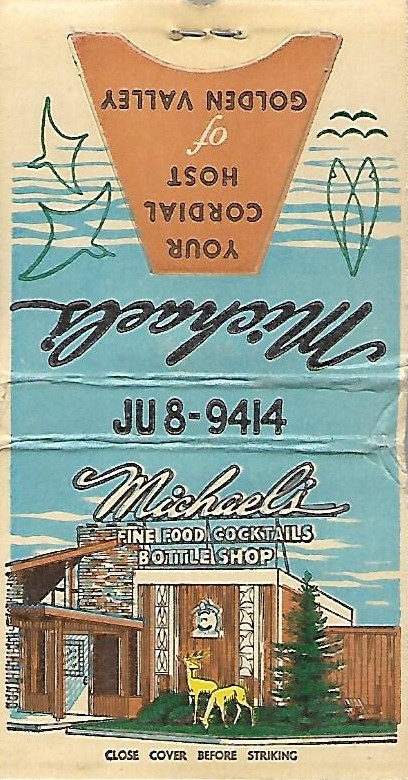 YOUR
CORDIAL
HOST
of
GOLDEN VALLEY
Michael's
JU 8-9414
Michael's
FINE FOOD COCKTAILS
BOTTLE SHOP
CLOSE COVER BEFORE STRIKING